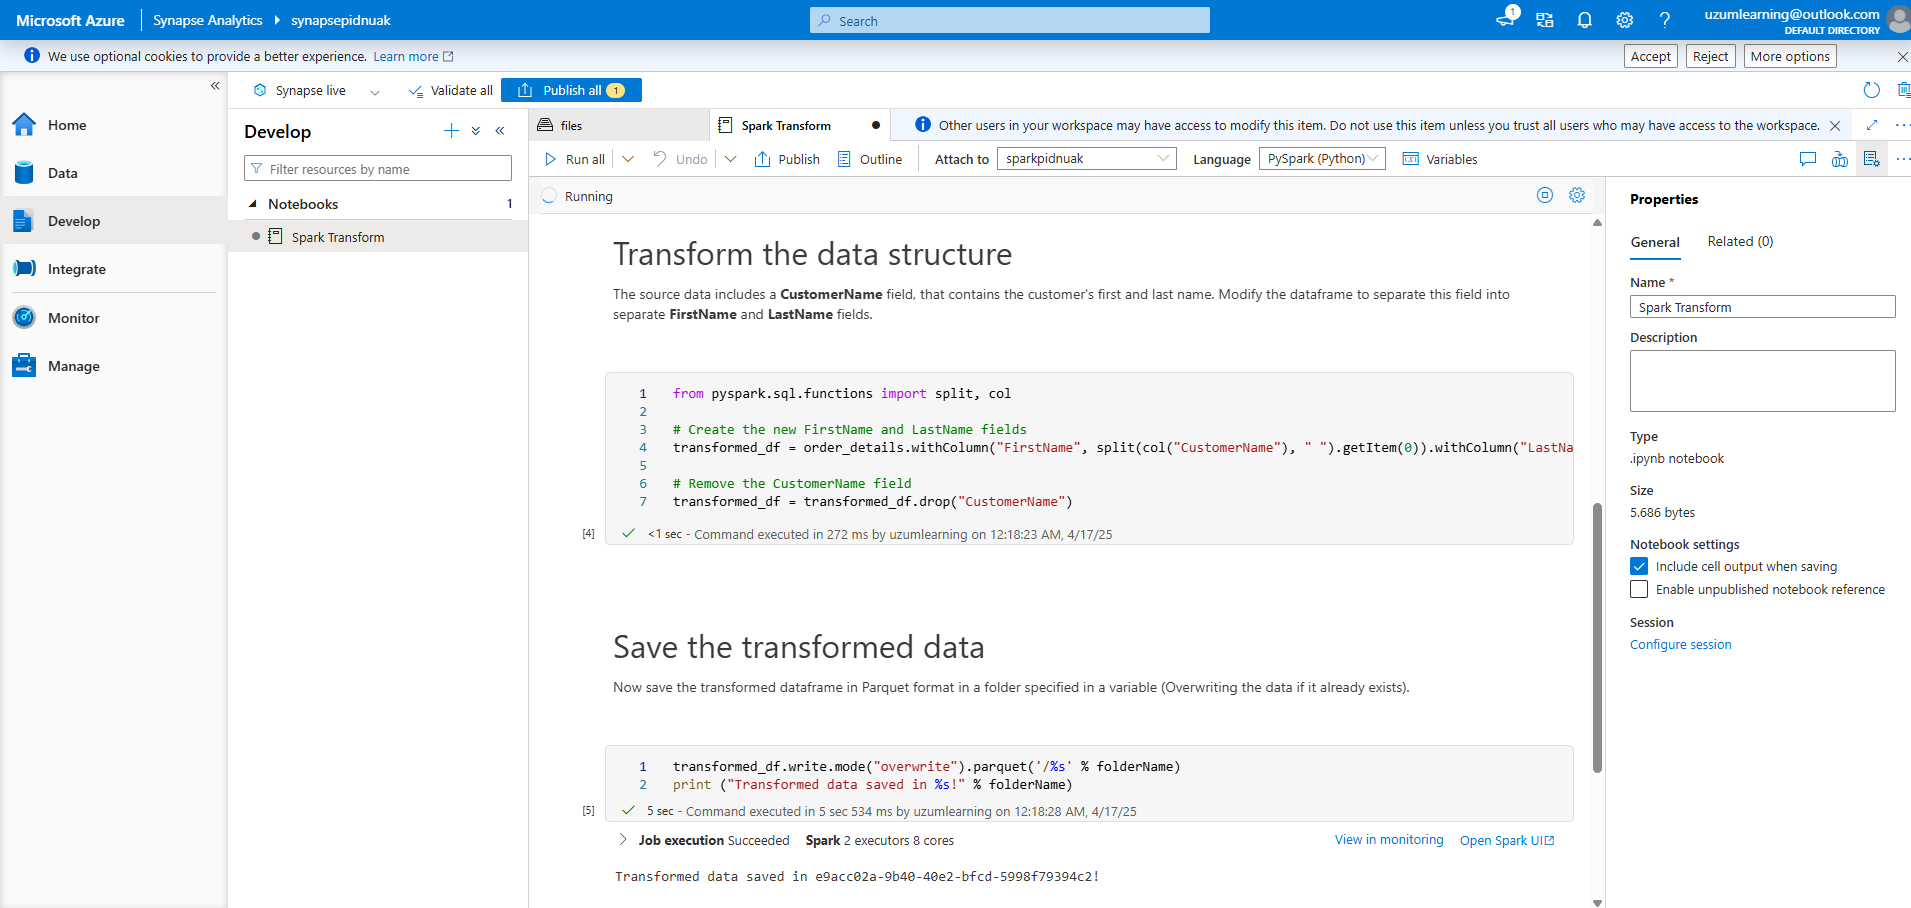 Microsoft Azure
Synapse Analytics
synapsepidnuak
Search
1
uzumlearning@outlook.com
DEFAULT DIRECTORY
We use optional cookies to provide a better experience. Learn more
Accept
Reject
More options
Synapse live
Validate all
Publish all 1
Home
Data
Develop
Integrate
Monitor
Manage
Develop
Filter resources by name
Notebooks 1
Spark Transform
files
Spark Transform
Other users in your workspace may have access to modify this item. Do not use this item unless you trust all users who may have access to the workspace.
Run all
Undo
Publish
Outline
Attach to
sparkpidnuak
Language
PySpark (Python)
Variables
Running
Transform the data structure
The source data includes a CustomerName field, that contains the customer's first and last name. Modify the dataframe to separate this field into
separate FirstName and LastName fields.
1 from pyspark.sql.functions import split, col
2
3 # Create the new FirstName and LastName fields
4 transformed_df = order_details.withColumn("FirstName", split(col("CustomerName"), " ").getItem(0)).withColumn("LastNa
5
6 # Remove the CustomerName field
7 transformed_df = transformed_df.drop("CustomerName")
[4] <1 sec - Command executed in 272 ms by uzumlearning on 12:18:23 AM, 4/17/25
Save the transformed data
Now save the transformed dataframe in Parquet format in a folder specified in a variable (Overwriting the data if it already exists).
1 transformed_df.write.mode("overwrite").parquet('/%s' % folderName)
2 print ("Transformed data saved in %s!" % folderName)
[5] 5 sec - Command executed in 5 sec 534 ms by uzumlearning on 12:18:28 AM, 4/17/25
Job execution Succeeded Spark 2 executors 8 cores
View in monitoring
Open Spark UI
Transformed data saved in e9acc02a-9b40-40e2-bfcd-5998f79394c2!
Properties
General
Related (0)
Name *
Spark Transform
Description
Type
.ipynb notebook
Size
5.686 bytes
Notebook settings
Include cell output when saving
Enable unpublished notebook reference
Session
Configure session